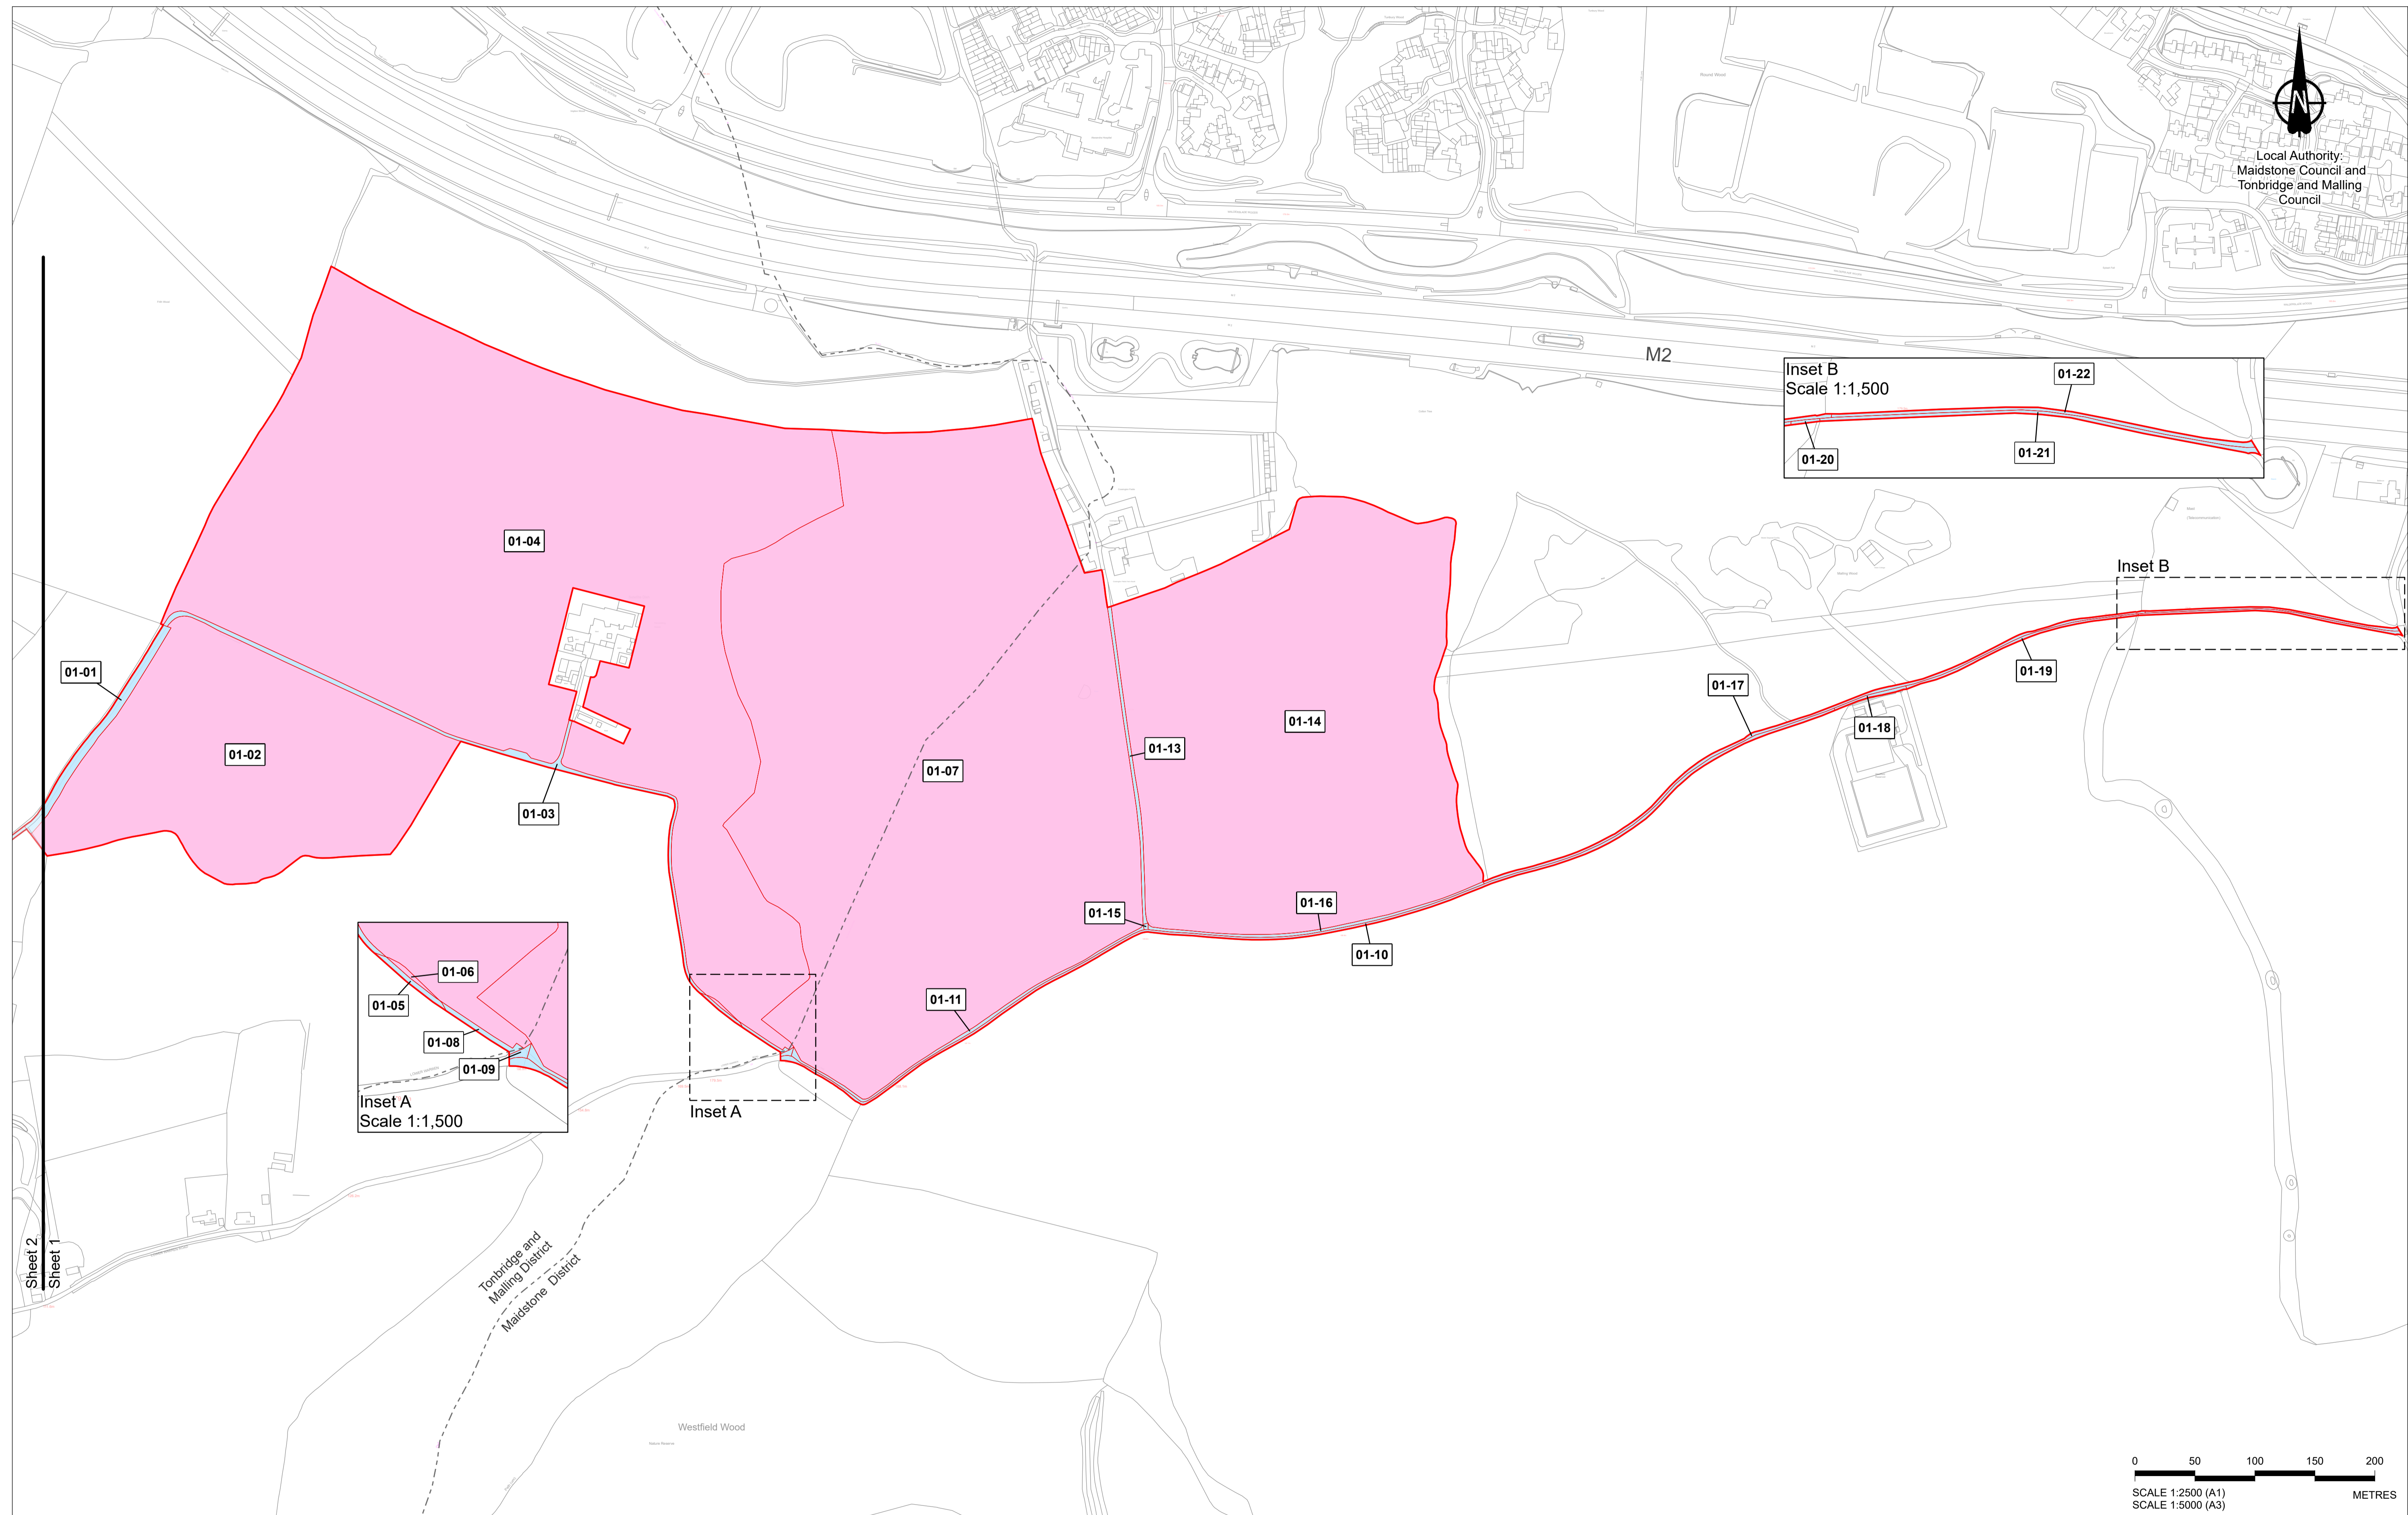 Round Wood
N
Local Authority:
Maidstone Council and
Tonbridge and Malling
Council
M2
Inset B
Scale 1:1,500
01-22
01-20
01-21
01-04
Inset B
01-01
01-02
01-03
01-07
01-13
01-14
01-17
01-18
01-19
01-15
01-16
01-10
01-11
01-06
01-05
01-08
01-09
Inset A
Scale 1:1,500
Inset A
Sheet 2
Sheet 1
Tonbridge and
Malling District
Maidstone District
Westfield Wood
Nature Reserve
0 50 100 150 200
SCALE 1:2500 (A1)
SCALE 1:5000 (A3)
METRES